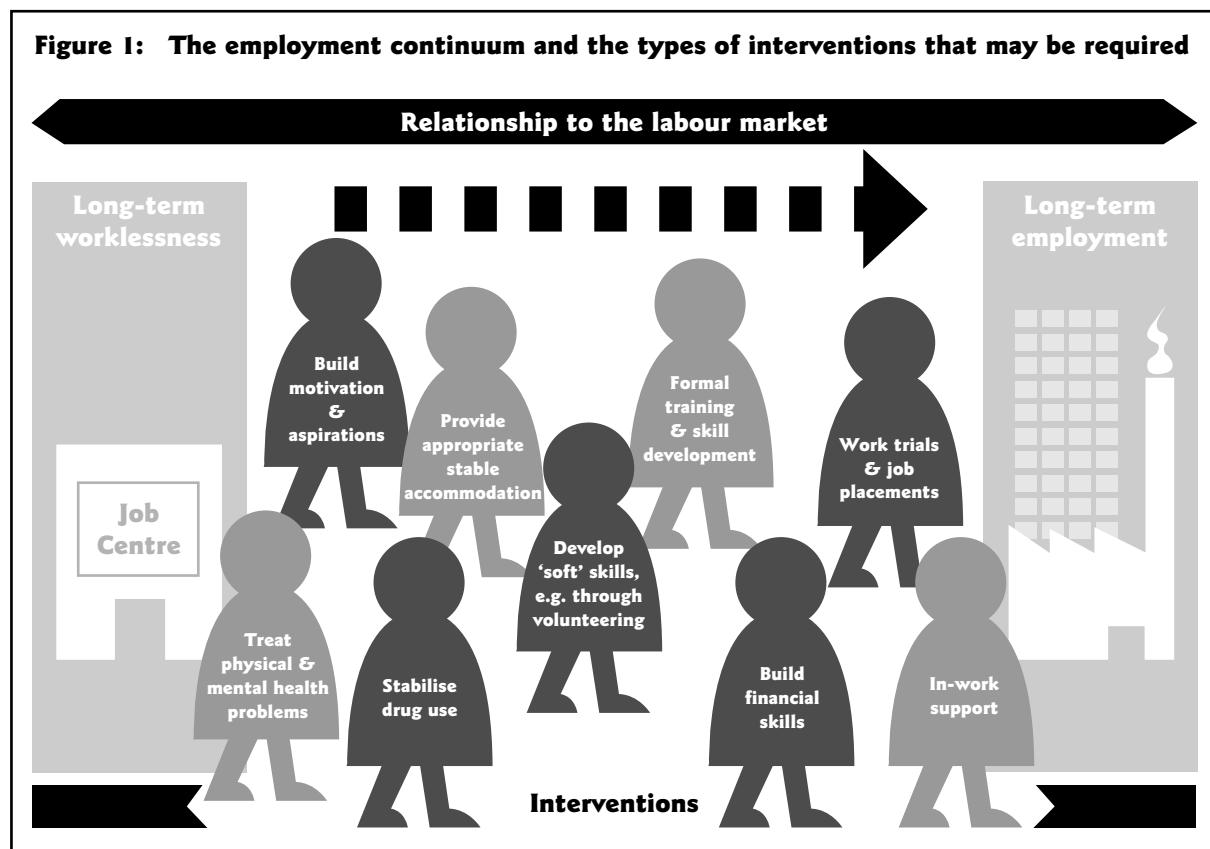 Figure 1: The employment continuum and the types of interventions that may be required
Relationship to the labour market
Long-term
worklessness
Long-term
employment
Job
Centre
Build
motivation
&
aspirations
Provide
appropriate
stable
accommodation
Formal
training
& skill
development
Work trials
& job
placements
Treat
physical &
mental health
problems
Stabilise
drug use
Develop
‘soft’ skills,
e.g. through
volunteering
Build
financial
skills
In-work
support
Interventions